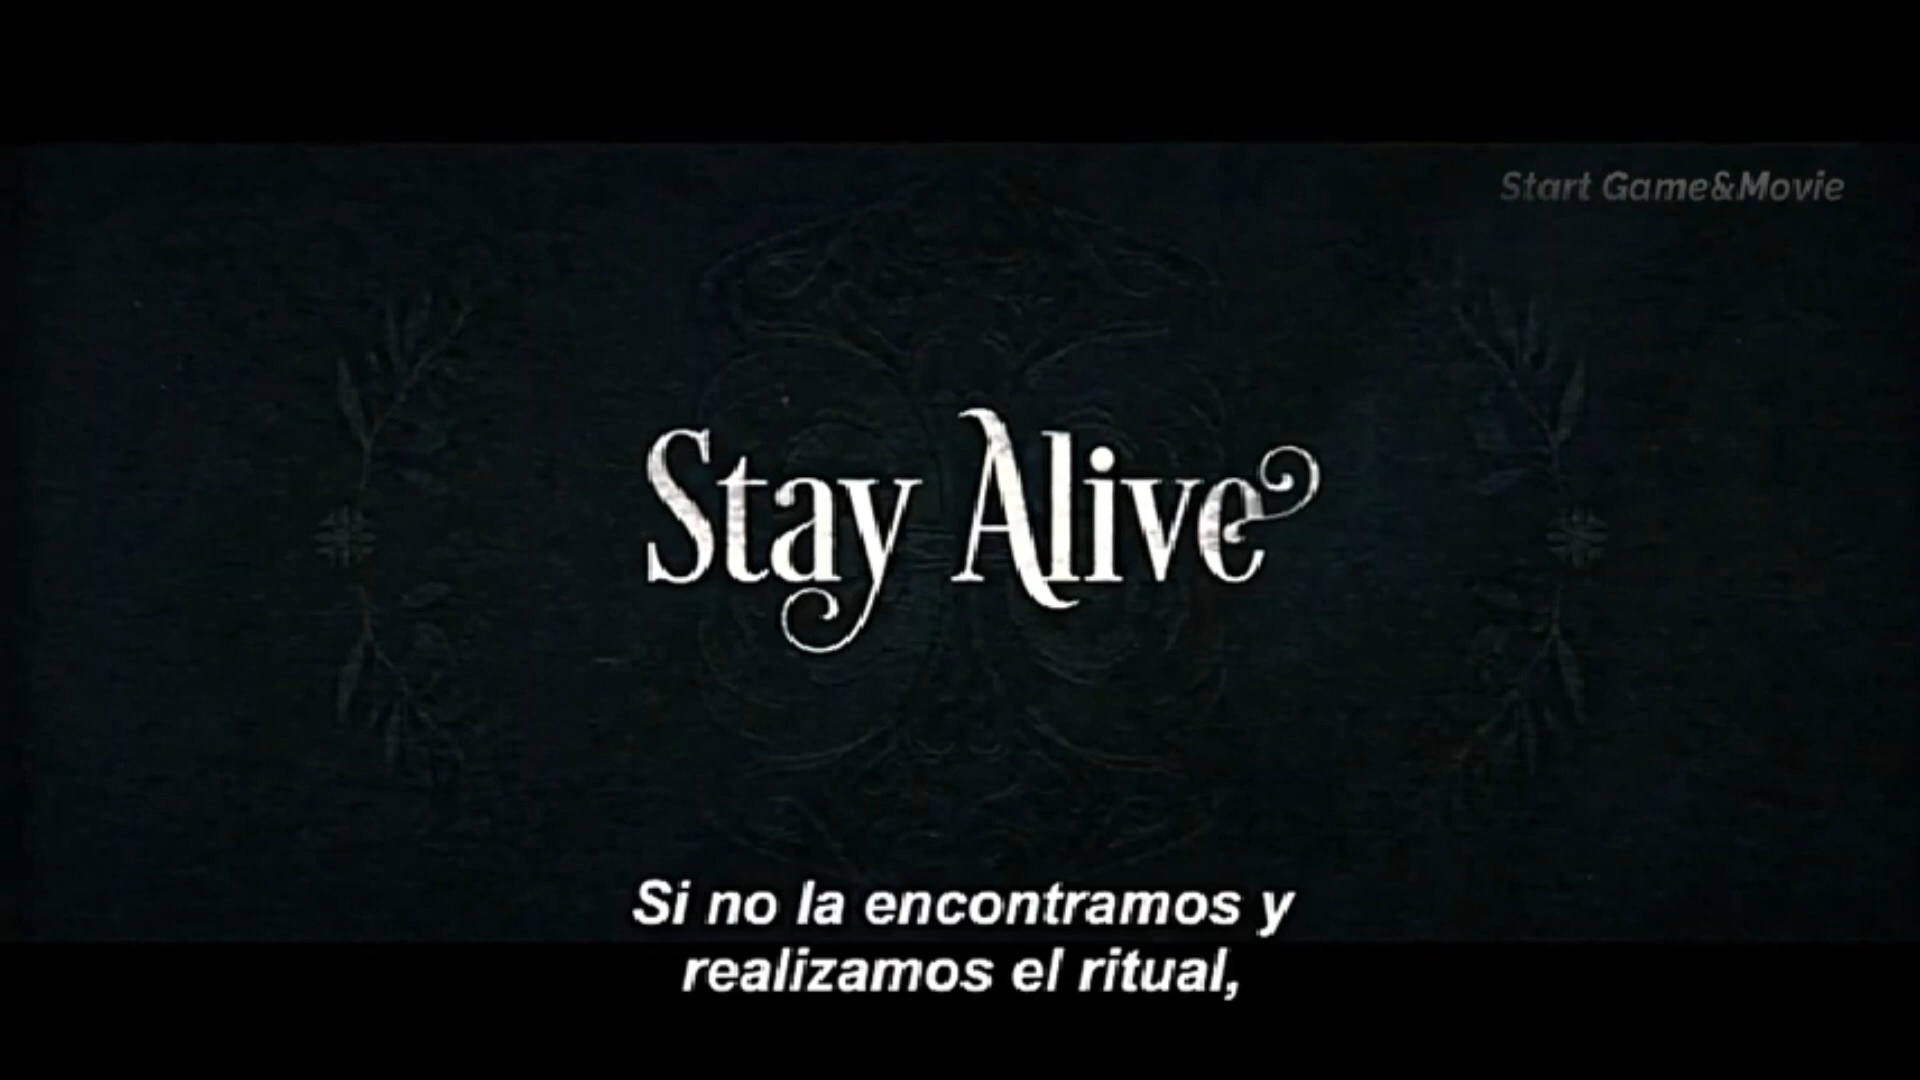 Start Game&Movie
Stay Alive
Si no la encontramos y
realizamos el ritual,